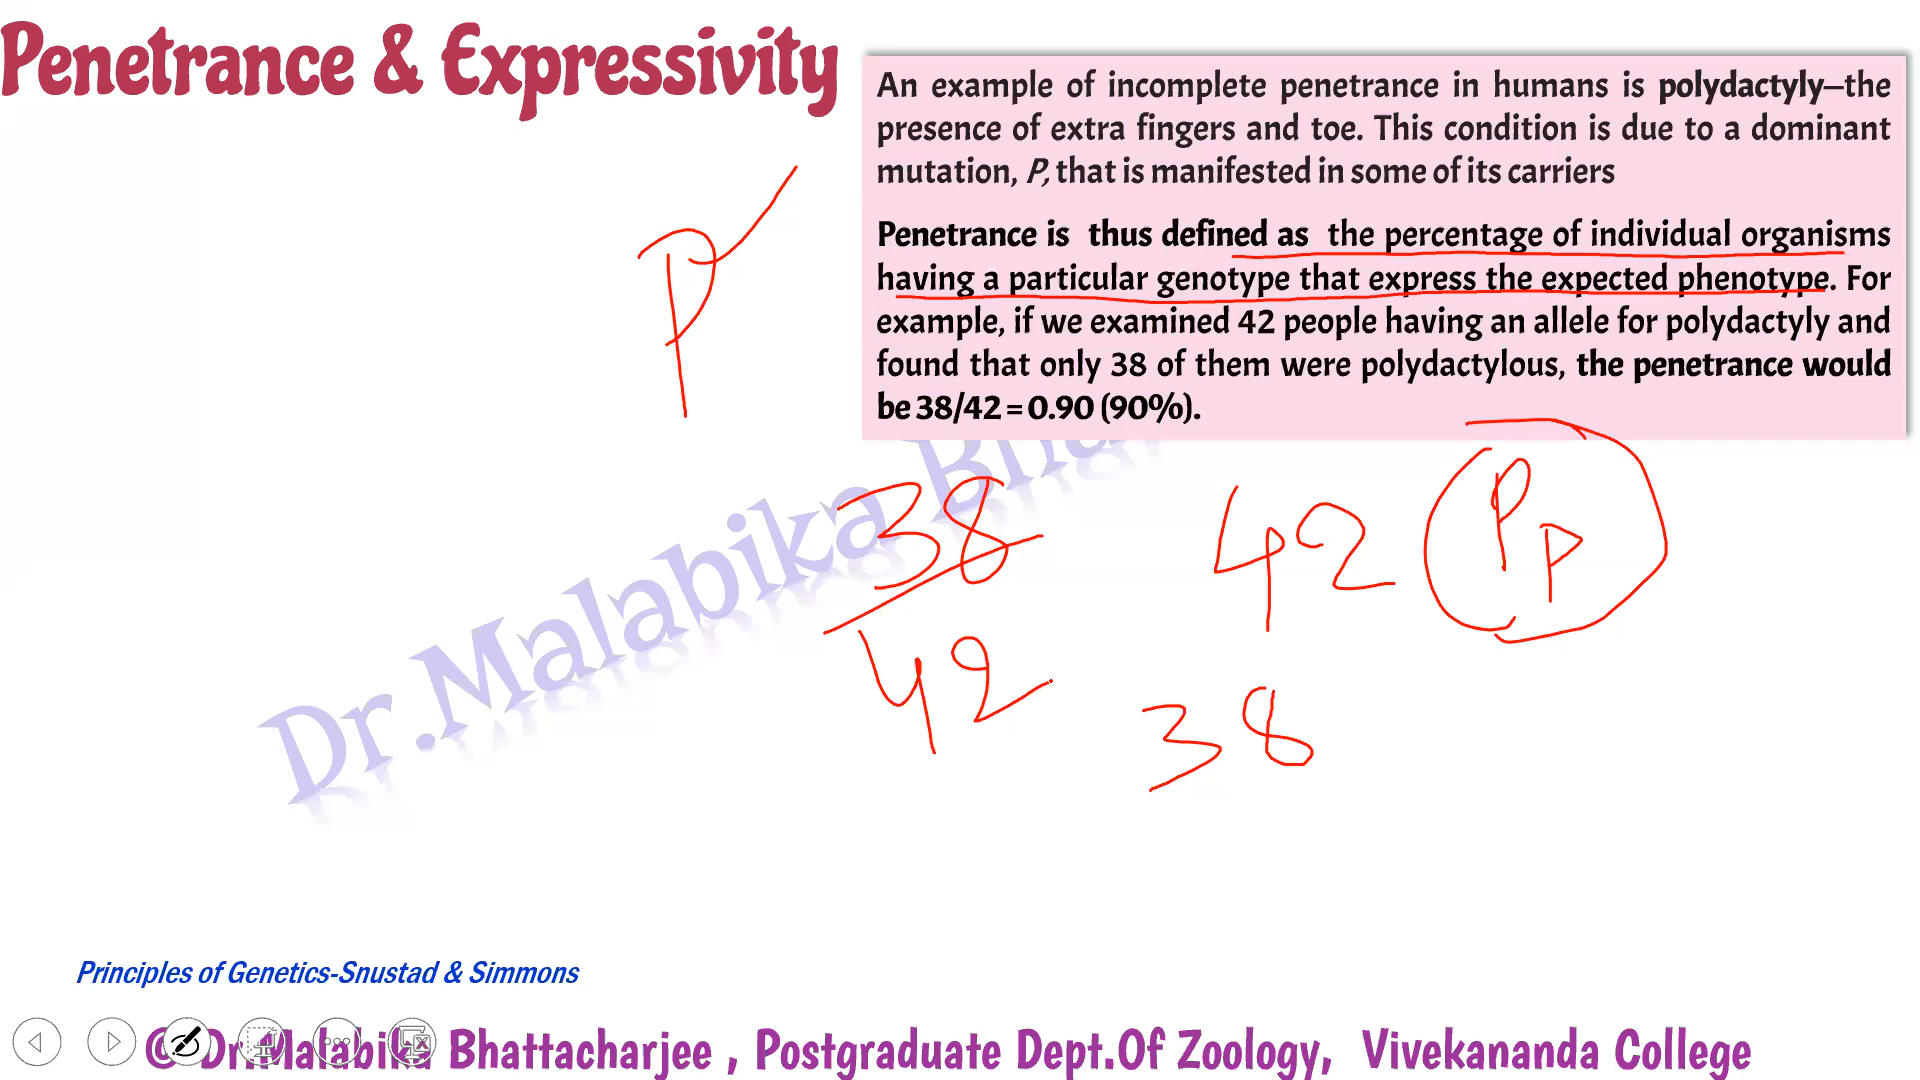 Penetrance & Expressivity
An example of incomplete penetrance in humans is polydactyly—the
presence of extra fingers and toe. This condition is due to a dominant
mutation, P, that is manifested in some of its carriers
Penetrance is thus defined as the percentage of individual organisms
having a particular genotype that express the expected phenotype. For
example, if we examined 42 people having an allele for polydactyly and
found that only 38 of them were polydactylous, the penetrance would
be 38/42 = 0.90 (90%).
P
38
42
42 Pp
38
Dr.Malabika
Principles of Genetics-Snustad & Simmons
© Dr.Malabika Bhattacharjee , Postgraduate Dept.Of Zoology, Vivekananda College